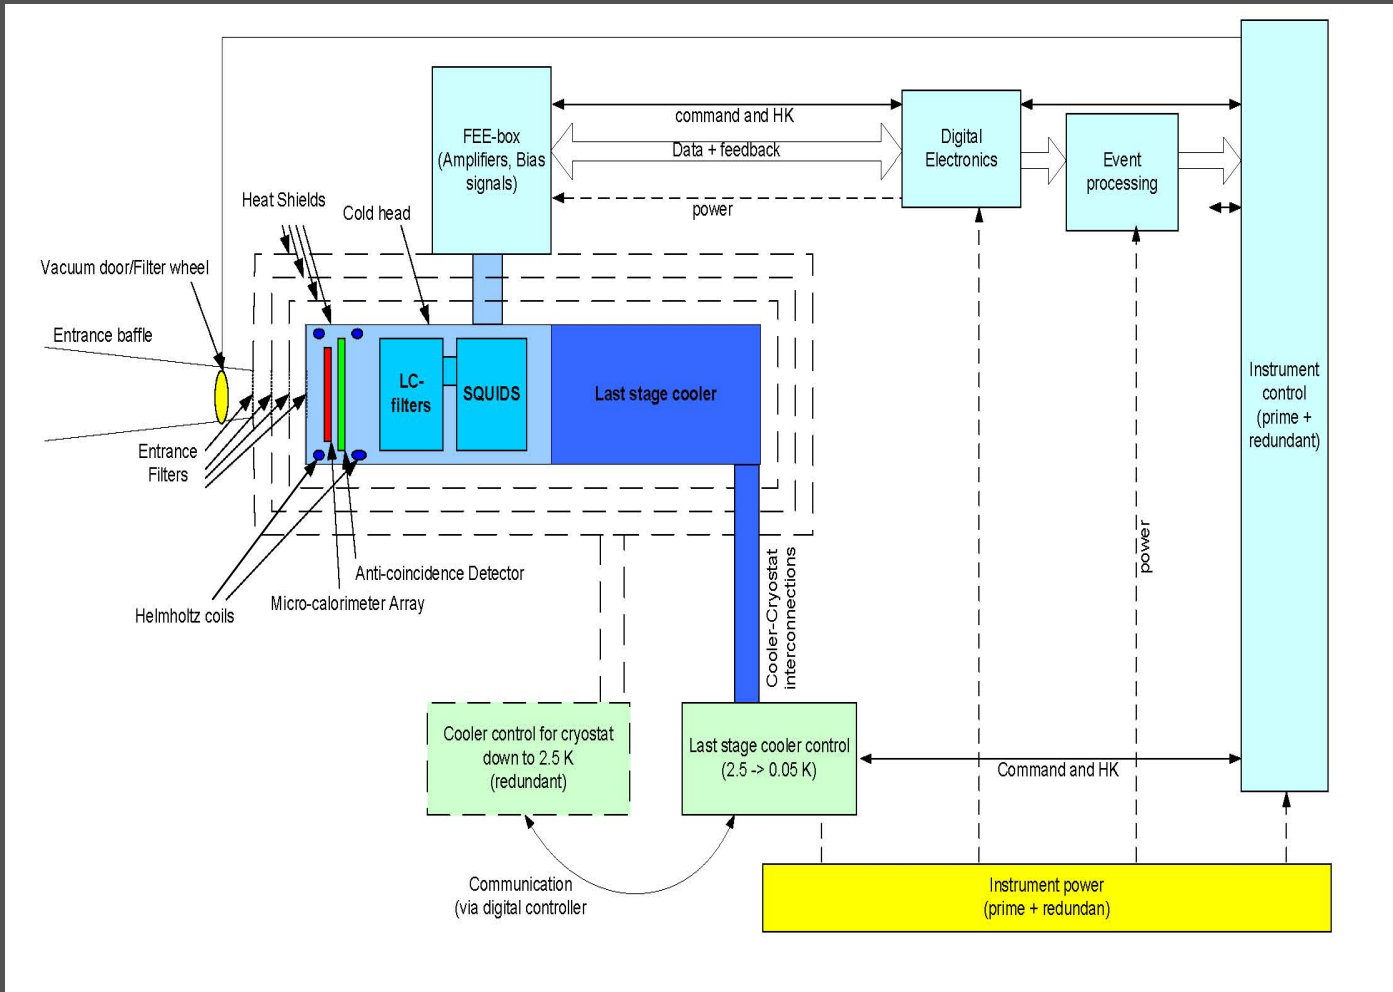 FEE-box
(Amplifiers, Bias
signals)
command and HK
Data + feedback
power
Digital
Electronics
Event
processing
Instrument
control
(prime +
redundant)
Heat Shields
Cold head
Vacuum door/Filter wheel
Entrance baffle
LC-
filters
SQUIDS
Last stage cooler
Entrance
Filters
Anti-coincidence Detector
Micro-calorimeter Array
Helmholtz coils
Cooler-Cryostat
interconnections
power
Cooler control for cryostat
down to 2.5 K
(redundant)
Last stage cooler control
(2.5 -> 0.05 K)
Command and HK
Communication
(via digital controller
Instrument power
(prime + redundan)